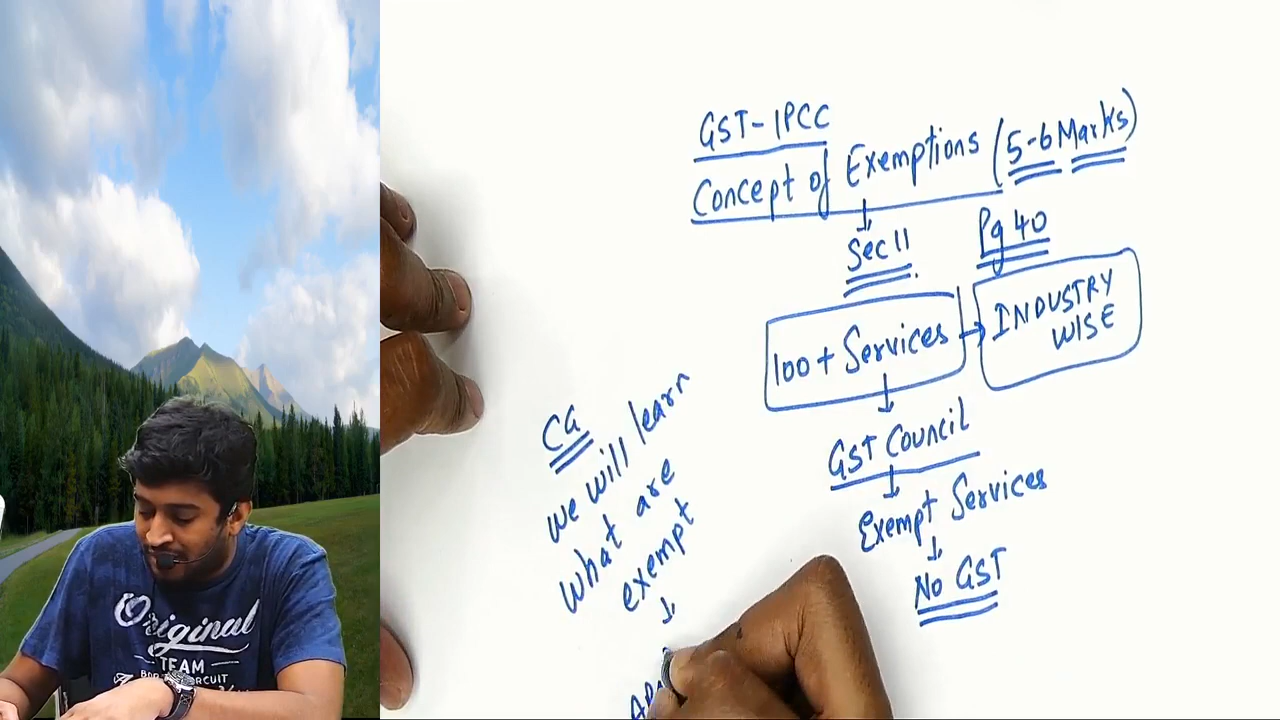 GST-IPCC
Concept of Exemptions (5-6 Marks)
Sec 11
Pg 40
100+ Services
INDUSTRY
WISE
GST COUNCIL
Exempt Services
No GST
we will learn
what are
exempt
Original
TEAM